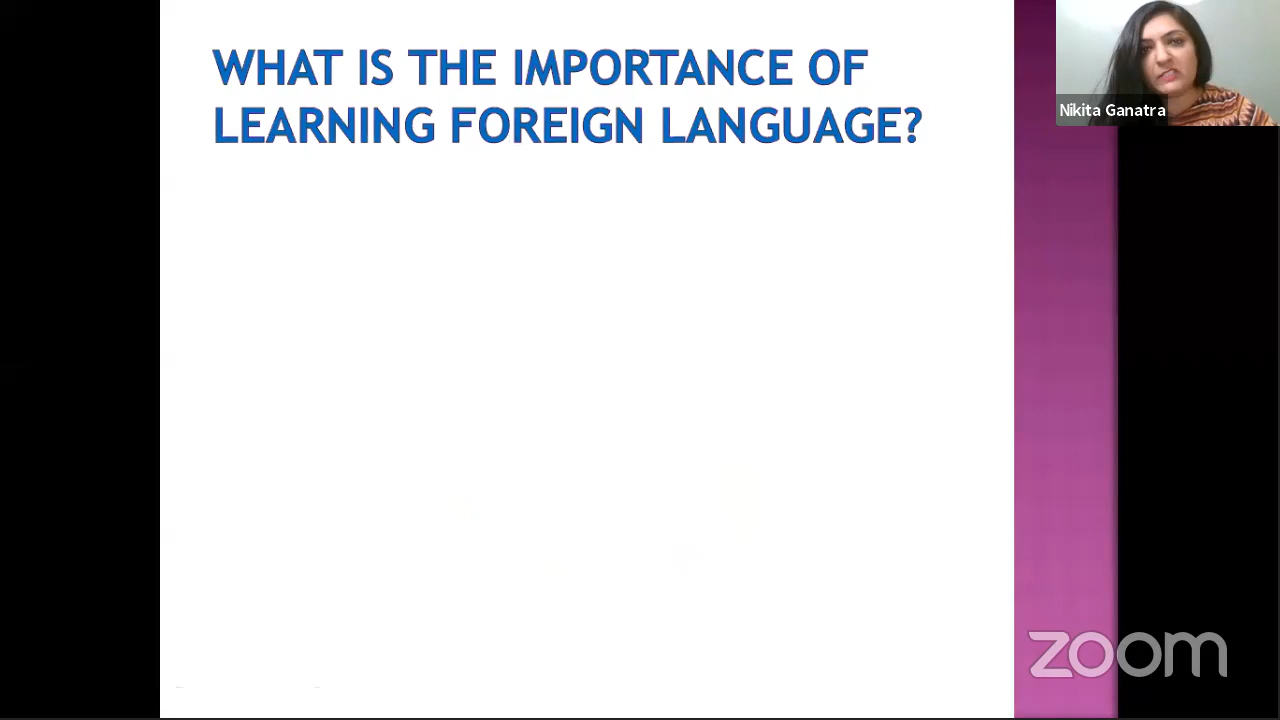 WHAT IS THE IMPORTANCE OF
LEARNING FOREIGN LANGUAGE?
Nikita Ganatra
zoom